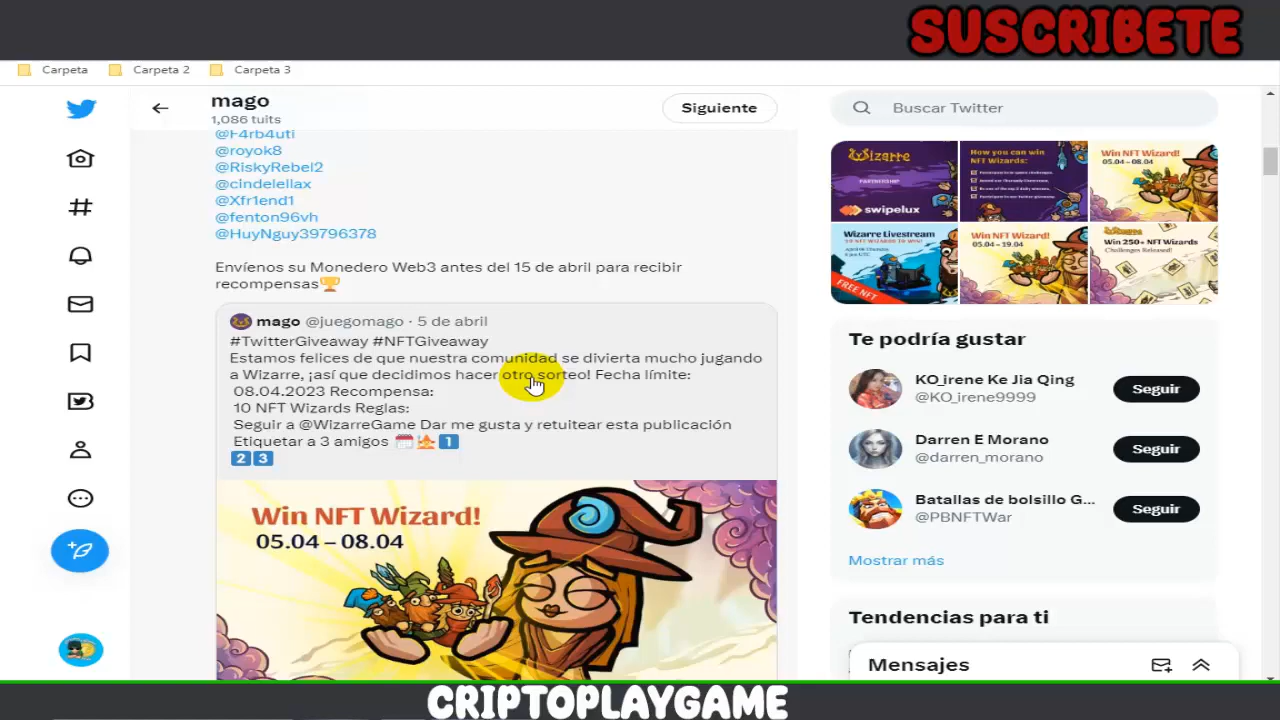 SUSCRIBETE
Carpeta
Carpeta 2
Carpeta 3
mago
1,086 tuits
Siguiente
Buscar Twitter
@F4rb4uti
@royok8
@RiskyRebel2
@cindelellax
@Xfr1end1
@fenton96vh
@HuyNguy39796378
Envíenos su Monedero Web3 antes del 15 de abril para recibir
recompensas🏆
mago @juegomago · 5 de abril
#TwitterGiveaway #NFTGiveaway
Estamos felices de que nuestra comunidad se divierta mucho jugando
a Wizarre, ¡así que decidimos hacer otro sorteo! Fecha límite:
08.04.2023 Recompensa:
10 NFT Wizards Reglas:
Seguir a @WizarreGame Dar me gusta y retuitear esta publicación
Etiquetar a 3 amigos 1
2 3
Win NFT Wizard!
05.04 – 08.04
Wizarre
PARTNERSHIP
swipelux
How you can win
NFT Wizards:
Win NFT Wizard!
05.04 - 08.04
Wizarre Livestream
FREE NFT
Win NFT Wizard!
05.04 - 19.04
Wizarre
Win 250+ NFT Wizards
Challenges Released!
Te podría gustar
KO_irene Ke Jia Qing
@KO_irene9999
Seguir
Darren E Morano
@darren_morano
Seguir
Batallas de bolsillo G...
@PBNFTWar
Seguir
Mostrar más
Tendencias para ti
Mensajes
CRIPTOPLAYGAME